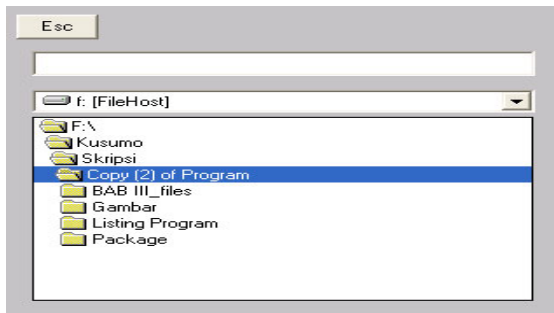 Esc
f: [FileHost]
F:\
Kusumo
Skripsi
Copy (2) of Program
BAB III_files
Gambar
Listing Program
Package